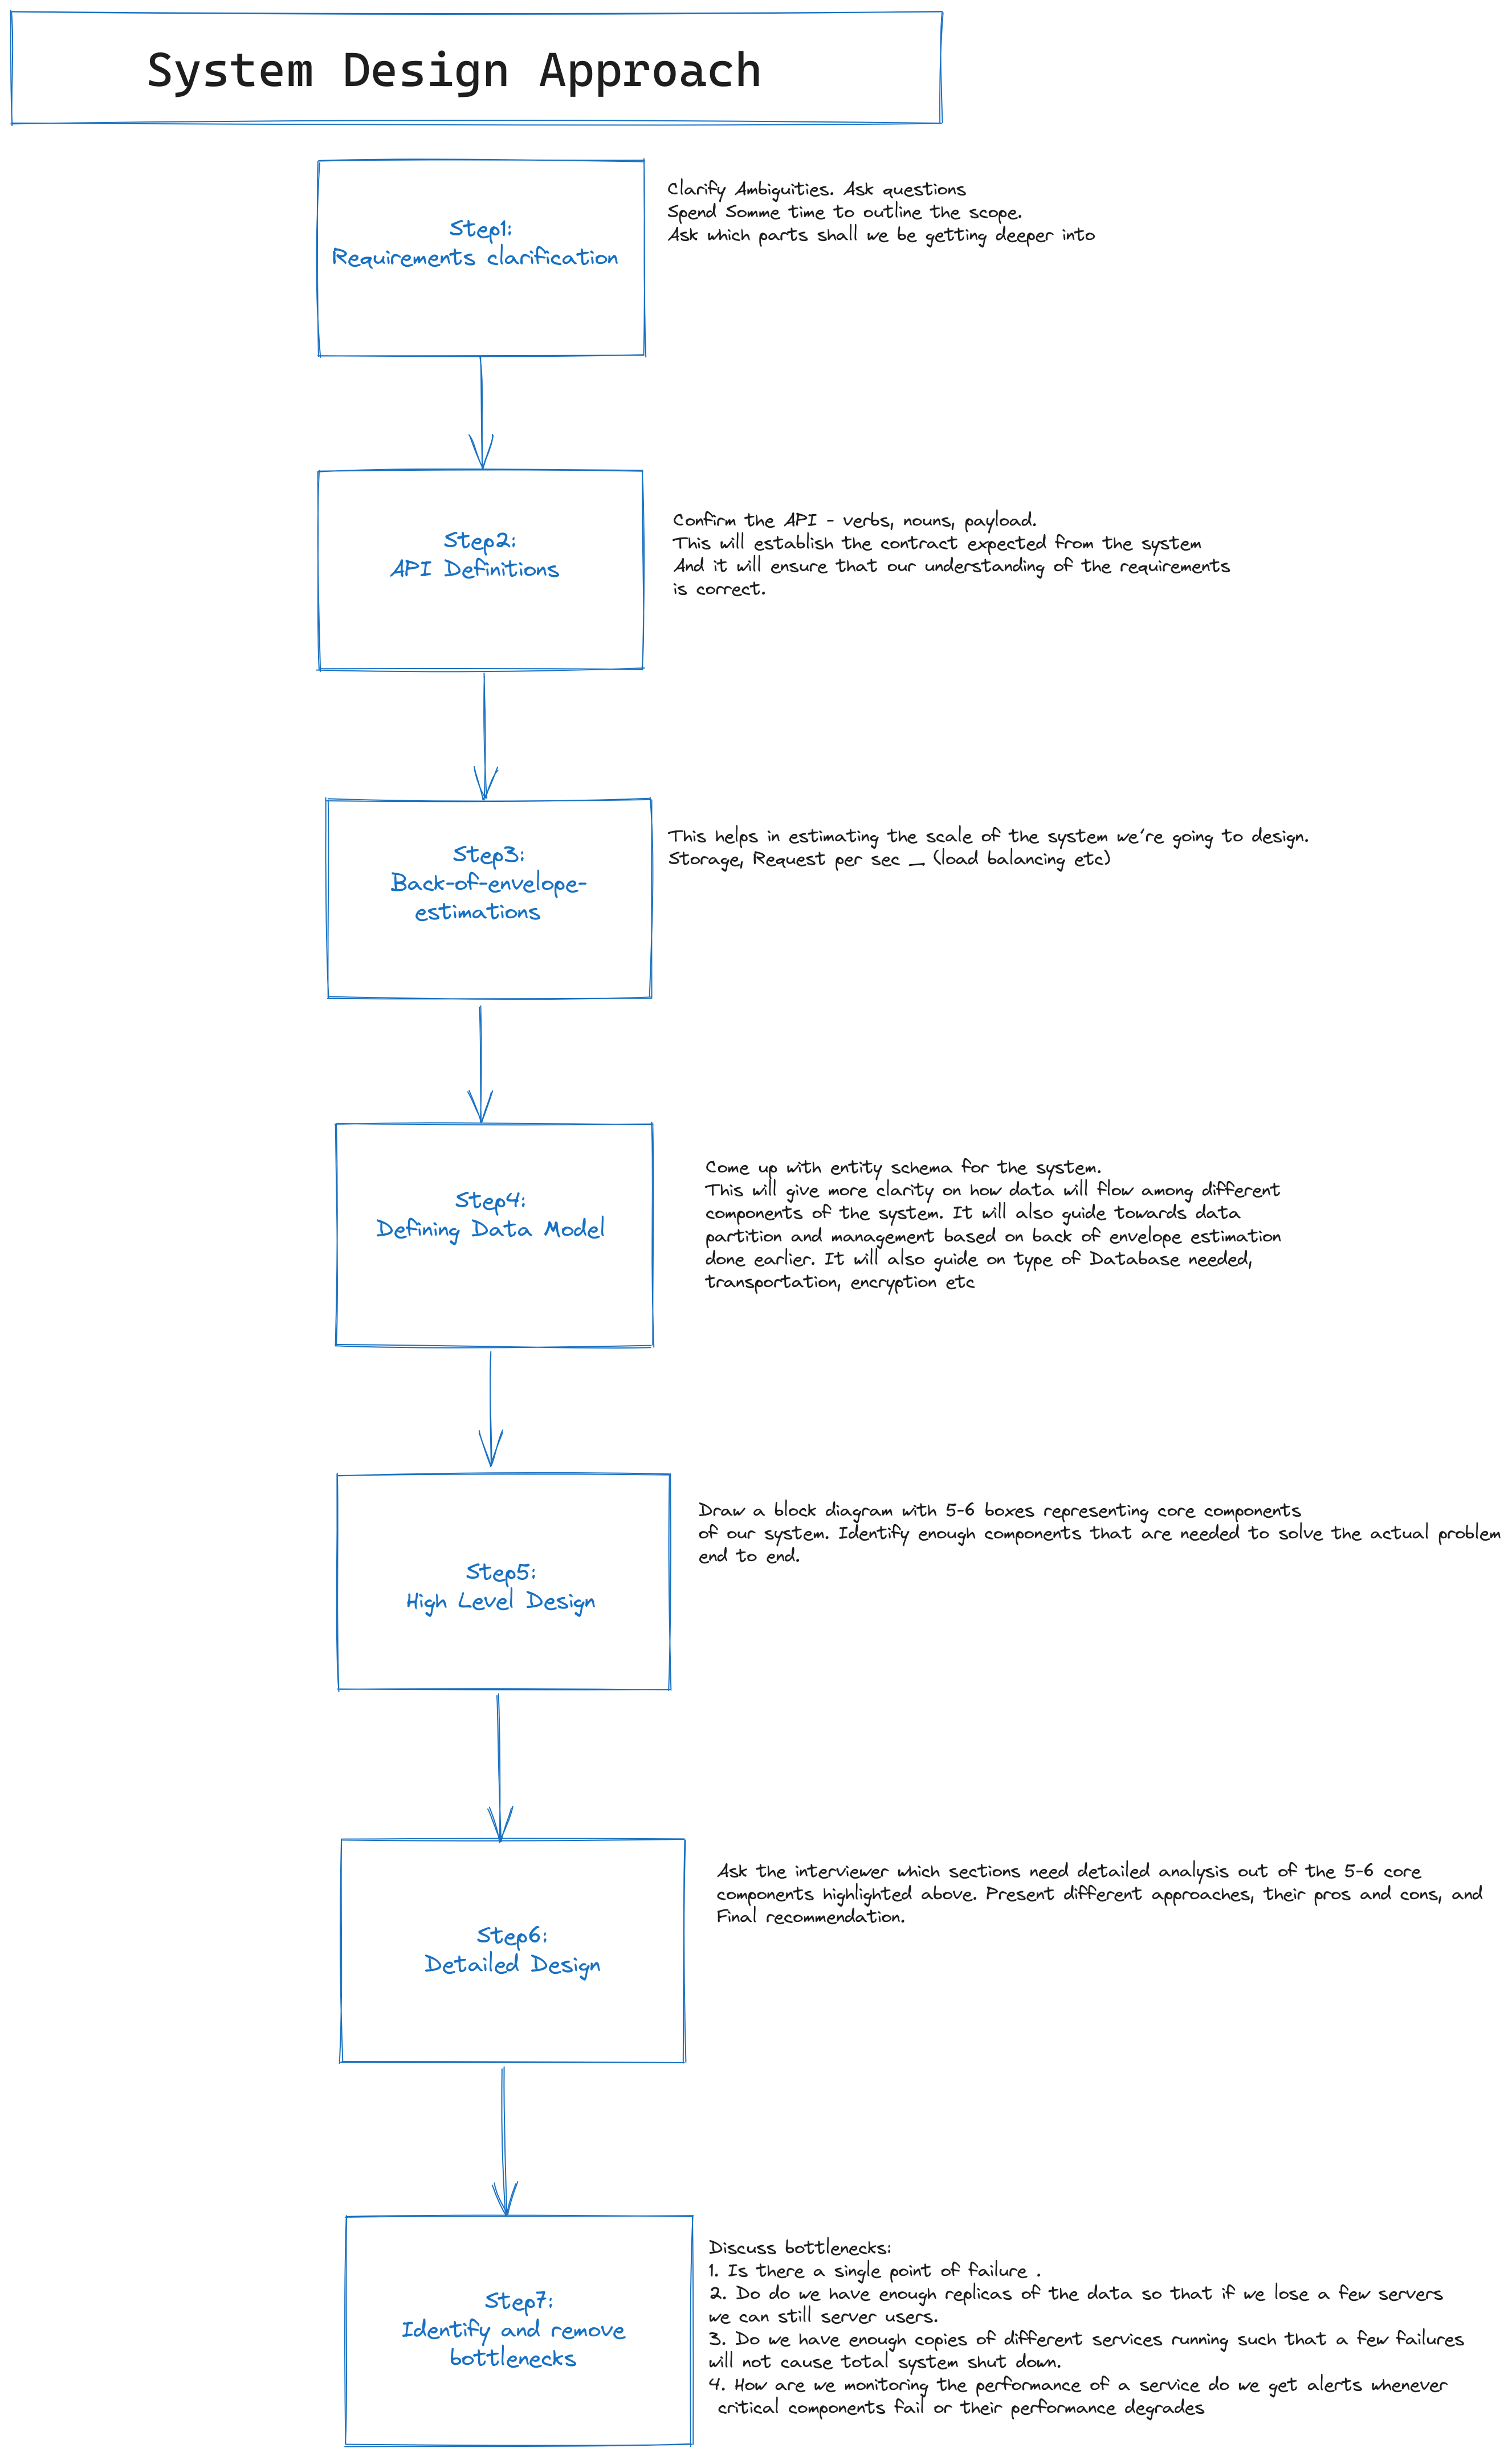 System Design Approach
Step1:
Requirements clarification
Clarify Ambiguities. Ask questions
Spend Somme time to outline the scope.
Ask which parts shall we be getting deeper into
Step2:
API Definitions
Confirm the API - verbs, nouns, payload.
This will establish the contract expected from the system
And it will ensure that our understanding of the requirements
is correct.
Step3:
Back-of-envelope-
estimations
This helps in estimating the scale of the system we're going to design.
Storage, Request per sec _ (load balancing etc)
Step4:
Defining Data Model
Come up with entity schema for the system.
This will give more clarity on how data will flow among different
components of the system. It will also guide towards data
partition and management based on back of envelope estimation
done earlier. It will also guide on type of Database needed,
transportation, encryption etc
Step5:
High Level Design
Draw a block diagram with 5-6 boxes representing core components
of our system. Identify enough components that are needed to solve the actual problem
end to end.
Step6:
Detailed Design
Ask the interviewer which sections need detailed analysis out of the 5-6 core
components highlighted above. Present different approaches, their pros and cons, and
Final recommendation.
Step7:
Identify and remove
bottlenecks
Discuss bottlenecks:
1. Is there a single point of failure .
2. Do do we have enough replicas of the data so that if we lose a few servers
we can still server users.
3. Do we have enough copies of different services running such that a few failures
will not cause total system shut down.
4. How are we monitoring the performance of a service do we get alerts whenever
critical components fail or their performance degrades